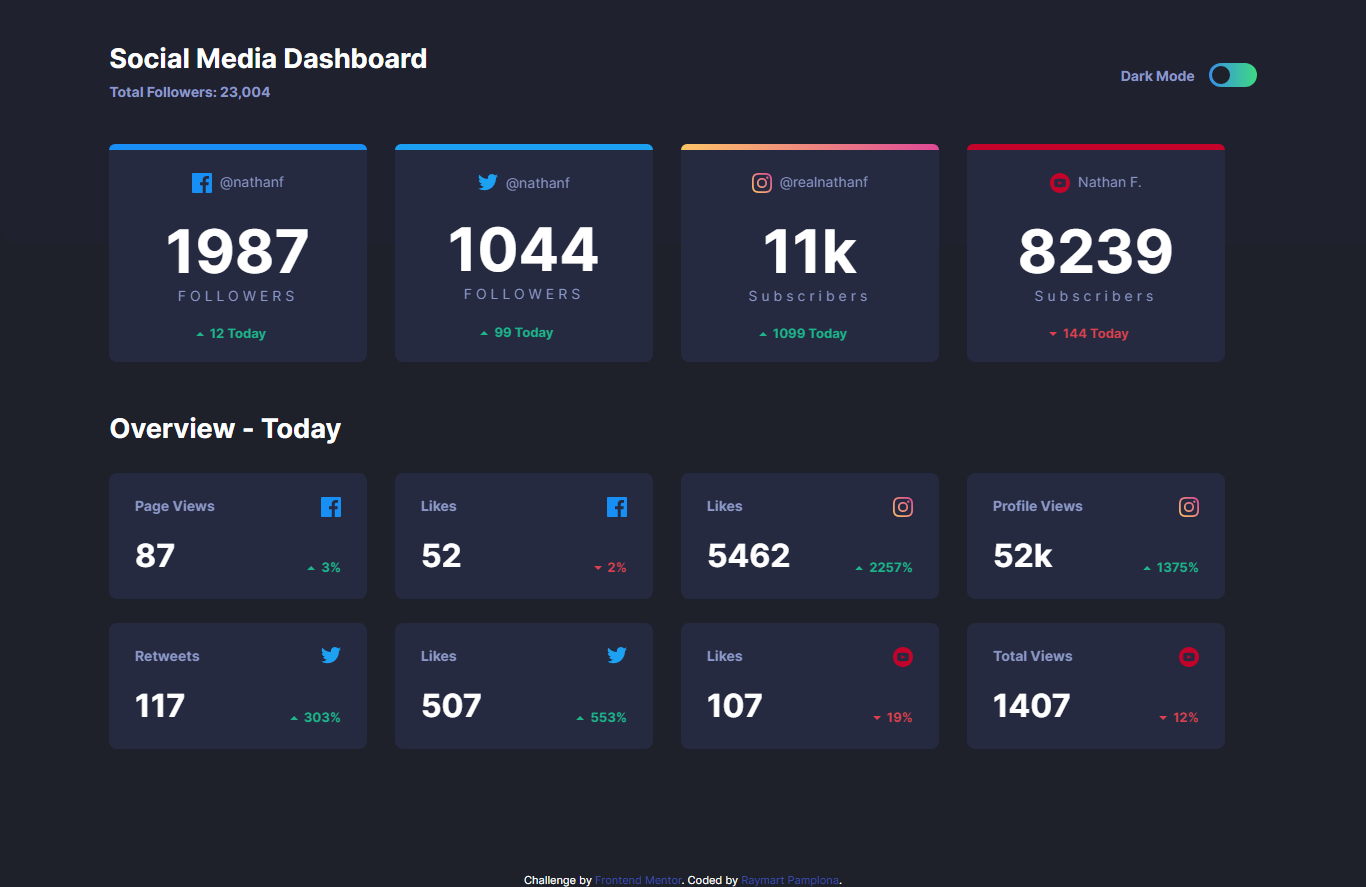 Social Media Dashboard
Total Followers: 23,004
Dark Mode
@nathanf
1987
FOLLOWERS
12 Today
@nathanf
1044
FOLLOWERS
99 Today
@realnathanf
11k
Subscribers
1099 Today
Nathan F.
8239
Subscribers
144 Today
Overview - Today
Page Views
87
3%
Likes
52
2%
Likes
5462
2257%
Profile Views
52k
1375%
Retweets
117
303%
Likes
507
553%
Likes
107
19%
Total Views
1407
12%
Challenge by Frontend Mentor. Coded by Raymart Pamplona.